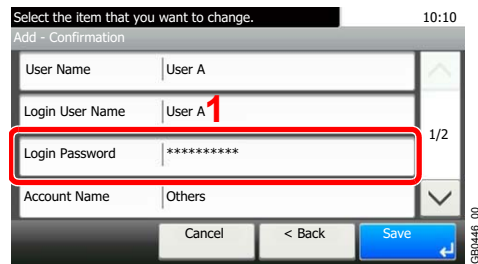 Select the item that you want to change. 10:10
Add - Confirmation
User Name User A
Login User Name User A 1
1/2
Login Password **********
Account Name Others
Cancel < Back Save
GB0446_00